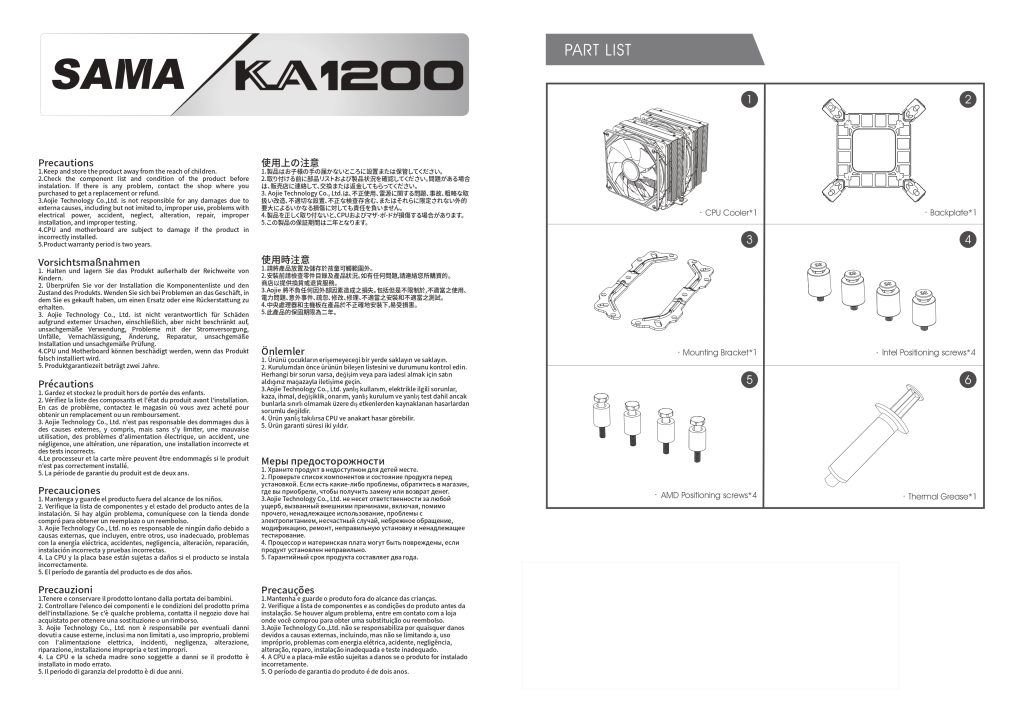 SAMA KA1200
Precautions
1.Keep and store the product away from the reach of children.
2.Check the component list and condition of the product before
instalation. If there is any problem, contact the shop where you
purchased to get a replacement or refund.
3.Aojie Technology Co.,Ltd. is not responsible for any damages due to
externa causes, including but not imited to, improper use, problems with
electrical power, accident, neglect, alteration, repair, improper
installation, and improper testing.
4.CPU and motherboard are subject to damage if the product in
incorrectly installed.
5.Product warranty period is two years.
Vorsichtsmaßnahmen
1. Halten und lagern Sie das Produkt außerhalb der Reichweite von
Kindern.
2. Überprüfen Sie vor der Installation die Komponentenliste und den
Zustand des Produkts. Wenden Sie sich bei Problemen an das Geschäft, in
dem Sie es gekauft haben, um einen Ersatz oder eine Rückerstattung zu
erhalten.
3. Aojie Technology Co., Ltd. ist nicht verantwortlich für Schäden
aufgrund externer Ursachen, einschließlich, aber nicht beschränkt auf,
unsachgemäße Verwendung, Probleme mit der Stromversorgung,
Unfälle, Vernachlässigung, Änderung, Reparatur, unsachgemäße
Installation und unsachgemäße Prüfung.
4.CPU und Motherboard können beschädigt werden, wenn das Produkt
falsch installiert wird.
5. Produktgarantiezeit beträgt zwei Jahre.
Précautions
1. Gardez et stockez le produit hors de portée des enfants.
2. Vérifiez la liste des composants et l'état du produit avant l'installation.
En cas de problème, contactez le magasin où vous avez acheté pour
obtenir un remplacement ou un remboursement.
3. Aojie Technology Co., Ltd. n'est pas responsable des dommages dus à
des causes externes, y compris, mais sans s'y limiter, une mauvaise
utilisation, des problèmes d'alimentation électrique, un accident, une
négligence, une altération, une réparation, une installation incorrecte et
des tests incorrects.
4.Le processeur et la carte mère peuvent être endommagés si le produit
n'est pas correctement installé.
5. La période de garantie du produit est de deux ans.
Precauciones
1. Mantenga y guarde el producto fuera del alcance de los niños.
2. Verifique la lista de componentes y el estado del producto antes de la
instalación. Si hay algún problema, comuníquese con la tienda donde
compró para obtener un reemplazo o un reembolso.
3. Aojie Technology Co., Ltd. no es responsable de ningún daño debido a
causas externas, que incluyen, entre otros, uso inadecuado, problemas
con la energía eléctrica, accidentes, negligencia, alteración, reparación,
instalación incorrecta y pruebas incorrectas.
4. La CPU y la placa base están sujetas a daños si el producto se instala
incorrectamente.
5. El período de garantía del producto es de dos años.
Precauzioni
1.Tenere e conservare il prodotto lontano dalla portata dei bambini.
2. Controllare l'elenco dei componenti e le condizioni del prodotto prima
dell'installazione. Se c'è qualche problema, contatta il negozio dove hai
acquistato per ottenere una sostituzione o un rimborso.
3. Aojie Technology Co., Ltd. non è responsabile per eventuali danni
dovuti a cause esterne, inclusi ma non limitati a, uso improprio, problemi
con l'alimentazione elettrica, incidenti, negligenza, alterazione,
riparazione, installazione impropria e test impropri.
4. La CPU e la scheda madre sono soggette a danni se il prodotto è
installato in modo errato.
5. Il periodo di garanzia del prodotto è di due anni.
使用上の注意
1.製品はお子様の手の届かないところに設置または保管してください。
2.取り付ける前に部品リストおよび製品状況を確認してください。問題がある場合
は、販売店に連絡して、交換または返金してもらってください。
3. Aojie Technology Co., Ltd.は、不正使用、電源に関する問題、事故、粗略な取
扱い改造、不適切な設置、不正な検査存含む、またはそれらに限定されない外的
要火によるいかなる損傷に対しても責任を負いません。
4.製品を正しく取り付ないと、CPUおよびマザ-ボ-ドが損傷する場合があります。
5.この製品の保証期間は二年となります。
使用時注意
1.請將產品放置及儲存於孩童可觸範圍外。
2.安裝前請檢查零件目錄及產品狀況,如有任何問題,請連絡您所購買的。
商店以提供換貨或退貨服務。
3.Aojie 將不負任何因外部因素造成之損失。包括但是不限制於,不適當之使用、
電力問題、意外事件、疏忽、修改、修理、不適當之安裝和不適當之測試。
4.中央處理器和主機板在產品於不正確地安裝下,易受損害。
5.此產品的保固期限為二年。
Önlemler
1. Ürünü çocukların erişemeyeceği bir yerde saklayın ve saklayın.
2. Kurulumdan önce ürünün bileşen listesini ve durumunu kontrol edin.
Herhangi bir sorun varsa, değişim veya para iadesi almak için satın
aldığınız mağazayla iletişime geçin.
3.Aojie Technology Co., Ltd. yanlış kullanım, elektrikle ilgili sorunlar,
kaza, ihmal, değişiklik, onarım, yanlış kurulum ve yanlış test dahil ancak
bunlarla sınırlı olmamak üzere dış etkenlerden kaynaklanan hasarlardan
sorumlu değildir.
4. Ürün yanlış takılırsa CPU ve anakart hasar görebilir.
5. Ürün garanti süresi iki yıldır.
Меры предосторожности
1. Храните продукт в недоступном для детей месте.
2. Проверьте список компонентов и состояние продукта перед
установкой. Если есть какие-либо проблемы, обратитесь в магазин,
где вы приобрели, чтобы получить замену или возврат денег.
3.Aojie Technology Co., Ltd. не несет ответственности за любой
ущерб, вызванный внешними причинами, включая, помимо
прочего, ненадлежащее использование, проблемы с
электропитанием, несчастный случай, небрежное обращение,
модификацию, ремонт, неправильную установку и ненадлежащее
тестирование.
4. Процессор и материнская плата могут быть повреждены, если
продукт установлен неправильно.
5. Гарантийный срок продукта составляет два года.
Precauções
1.Mantenha e guarde o produto fora do alcance das crianças.
2. Verifique a lista de componentes e as condições do produto antes da
instalação. Se houver algum problema, entre em contato com a loja
onde você comprou para obter uma substituição ou reembolso.
3.Aojie Technology Co.,Ltd. não se responsabiliza por quaisquer danos
devidos a causas externas, incluindo, mas não se limitando a, uso
impróprio, problemas com energia elétrica, acidente, negligência,
alteração, reparo, instalação inadequada e teste inadequado.
4. A CPU e a placa-mãe estão sujeitas a danos se o produto for instalado
incorretamente.
5. O período de garantia do produto é de dois anos.
PART LIST
1
· CPU Cooler*1
2
· Backplate*1
3
· Mounting Bracket*1
4
· Intel Positioning screws*4
5
· AMD Positioning screws*4
6
· Thermal Grease*1